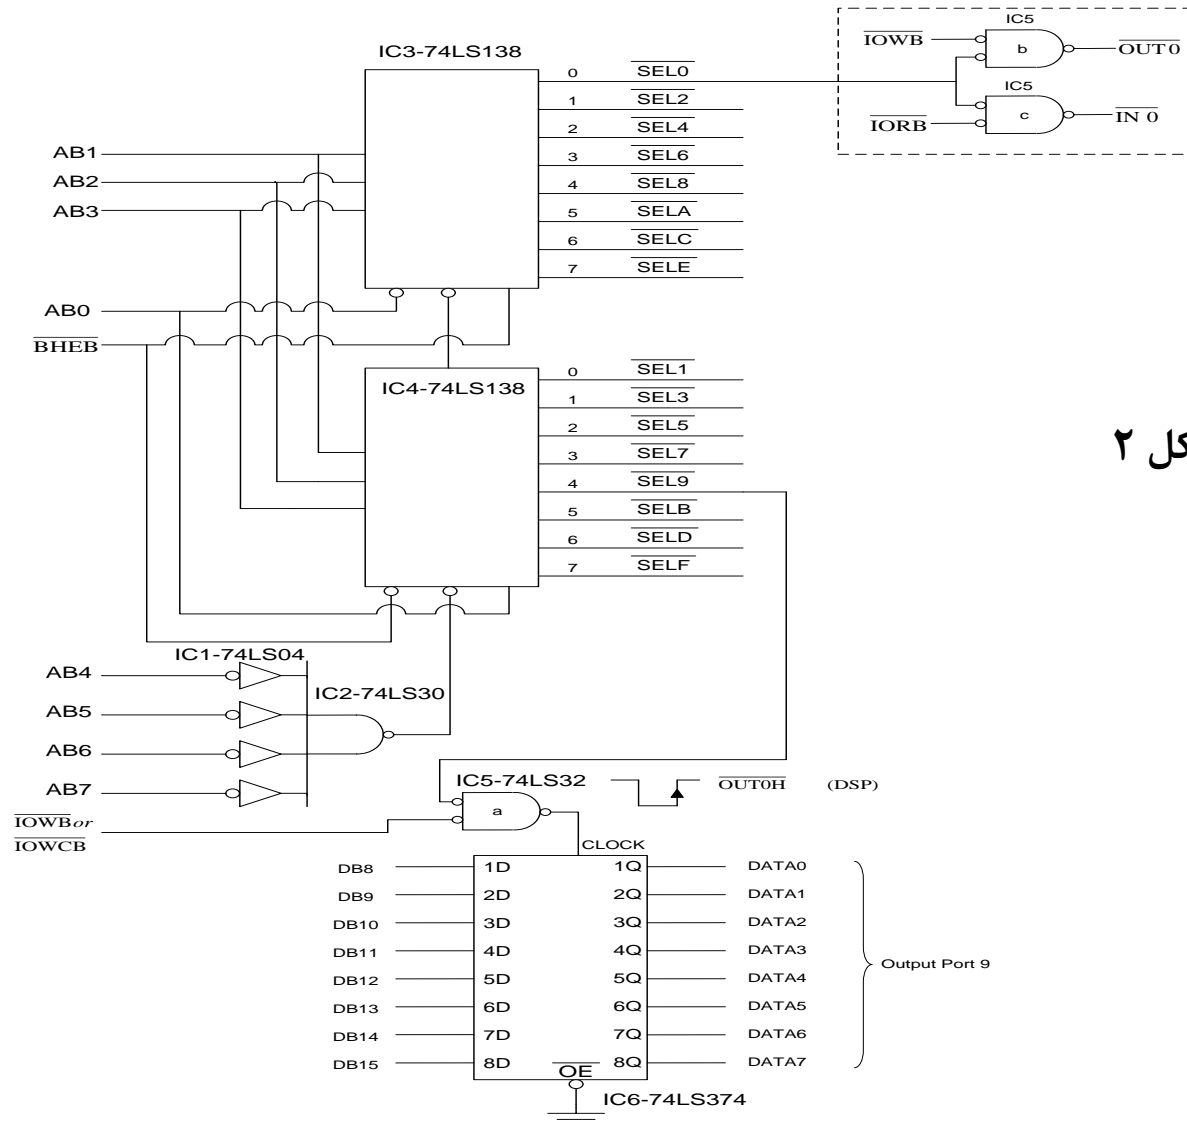 IC3-74LS138
0 SEL0
1 SEL2
2 SEL4
3 SEL6
4 SEL8
5 SELA
6 SELC
7 SELE
AB1
AB2
AB3
AB0
BHEB
IC5
IOWB
b
OUT0
IC5
c
IORB
IN 0
IC4-74LS138
0 SEL1
1 SEL3
2 SEL5
3 SEL7
4 SEL9
5 SELB
6 SELD
7 SELF
کل ۲
IC1-74LS04
AB4
AB5
AB6
AB7
IC2-74LS30
IOWBor
IOWCB
IC5-74LS32
a
OUT0H (DSP)
CLOCK
DB8 1D 1Q DATA0
DB9 2D 2Q DATA1
DB10 3D 3Q DATA2
DB11 4D 4Q DATA3
DB12 5D 5Q DATA4
DB13 6D 6Q DATA5
DB14 7D 7Q DATA6
DB15 8D 8Q DATA7
Output Port 9
OE
IC6-74LS374